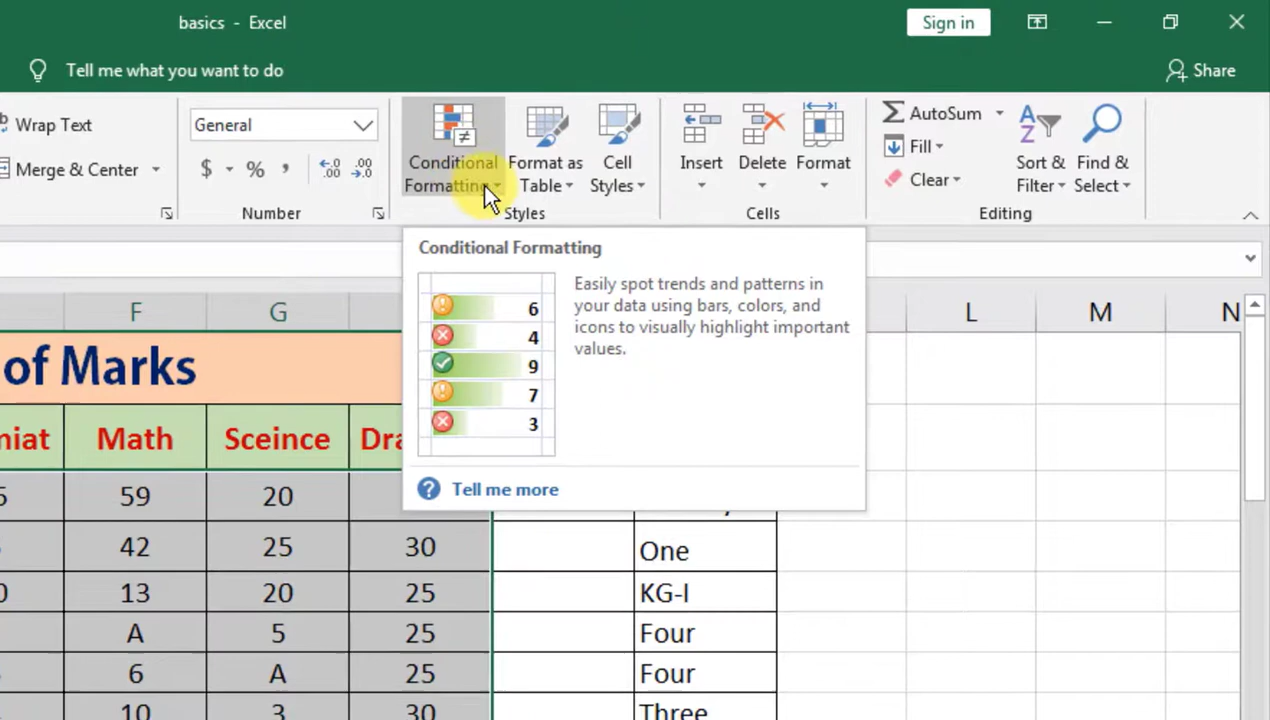 basics - Excel
Sign in
Tell me what you want to do
Share
Wrap Text
Merge & Center
General
$ % ,
.00
.00
Number
Conditional Formatting
Format as Table
Cell Styles
Styles
Insert
Delete
Format
Cells
AutoSum
Fill
Clear
Sort & Filter
Find & Select
Editing
Conditional Formatting
Easily spot trends and patterns in
your data using bars, colors, and
icons to visually highlight important
values.
6
4
9
7
3
Tell me more
F G L M N
of Marks
Math Sceince
59 20
42 25 30 One
13 20 25 KG-I
A 5 25 Four
6 A 25 Four
10 3 30 Three